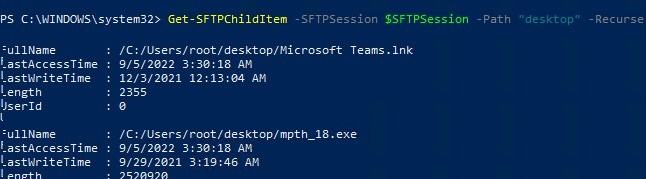 PS C:\WINDOWS\system32> Get-SFTPChildItem -SFTPSession $SFTPSession -Path "desktop" -Recurse
FullName : /C:/Users/root/desktop/Microsoft Teams.lnk
LastAccessTime : 9/5/2022 3:30:18 AM
LastWriteTime : 12/3/2021 12:13:04 AM
Length : 2355
UserId : 0
FullName : /C:/Users/root/desktop/mpth_18.exe
LastAccessTime : 9/5/2022 3:30:18 AM
LastWriteTime : 9/29/2021 3:19:46 AM
Length : 2520920